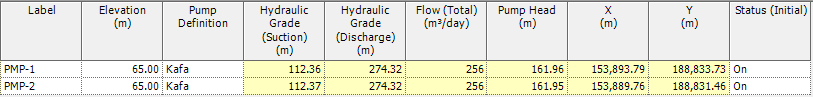 Label Elevation (m) Pump Definition Hydraulic Grade (Suction) (m) Hydraulic Grade (Discharge) (m) Flow (Total) (m³/day) Pump Head (m) X (m) Y (m) Status (Initial)
PMP-1 65.00 Kafa 112.36 274.32 256 161.96 153,893.79 188,833.73 On
PMP-2 65.00 Kafa 112.37 274.32 256 161.95 153,889.76 188,831.46 On